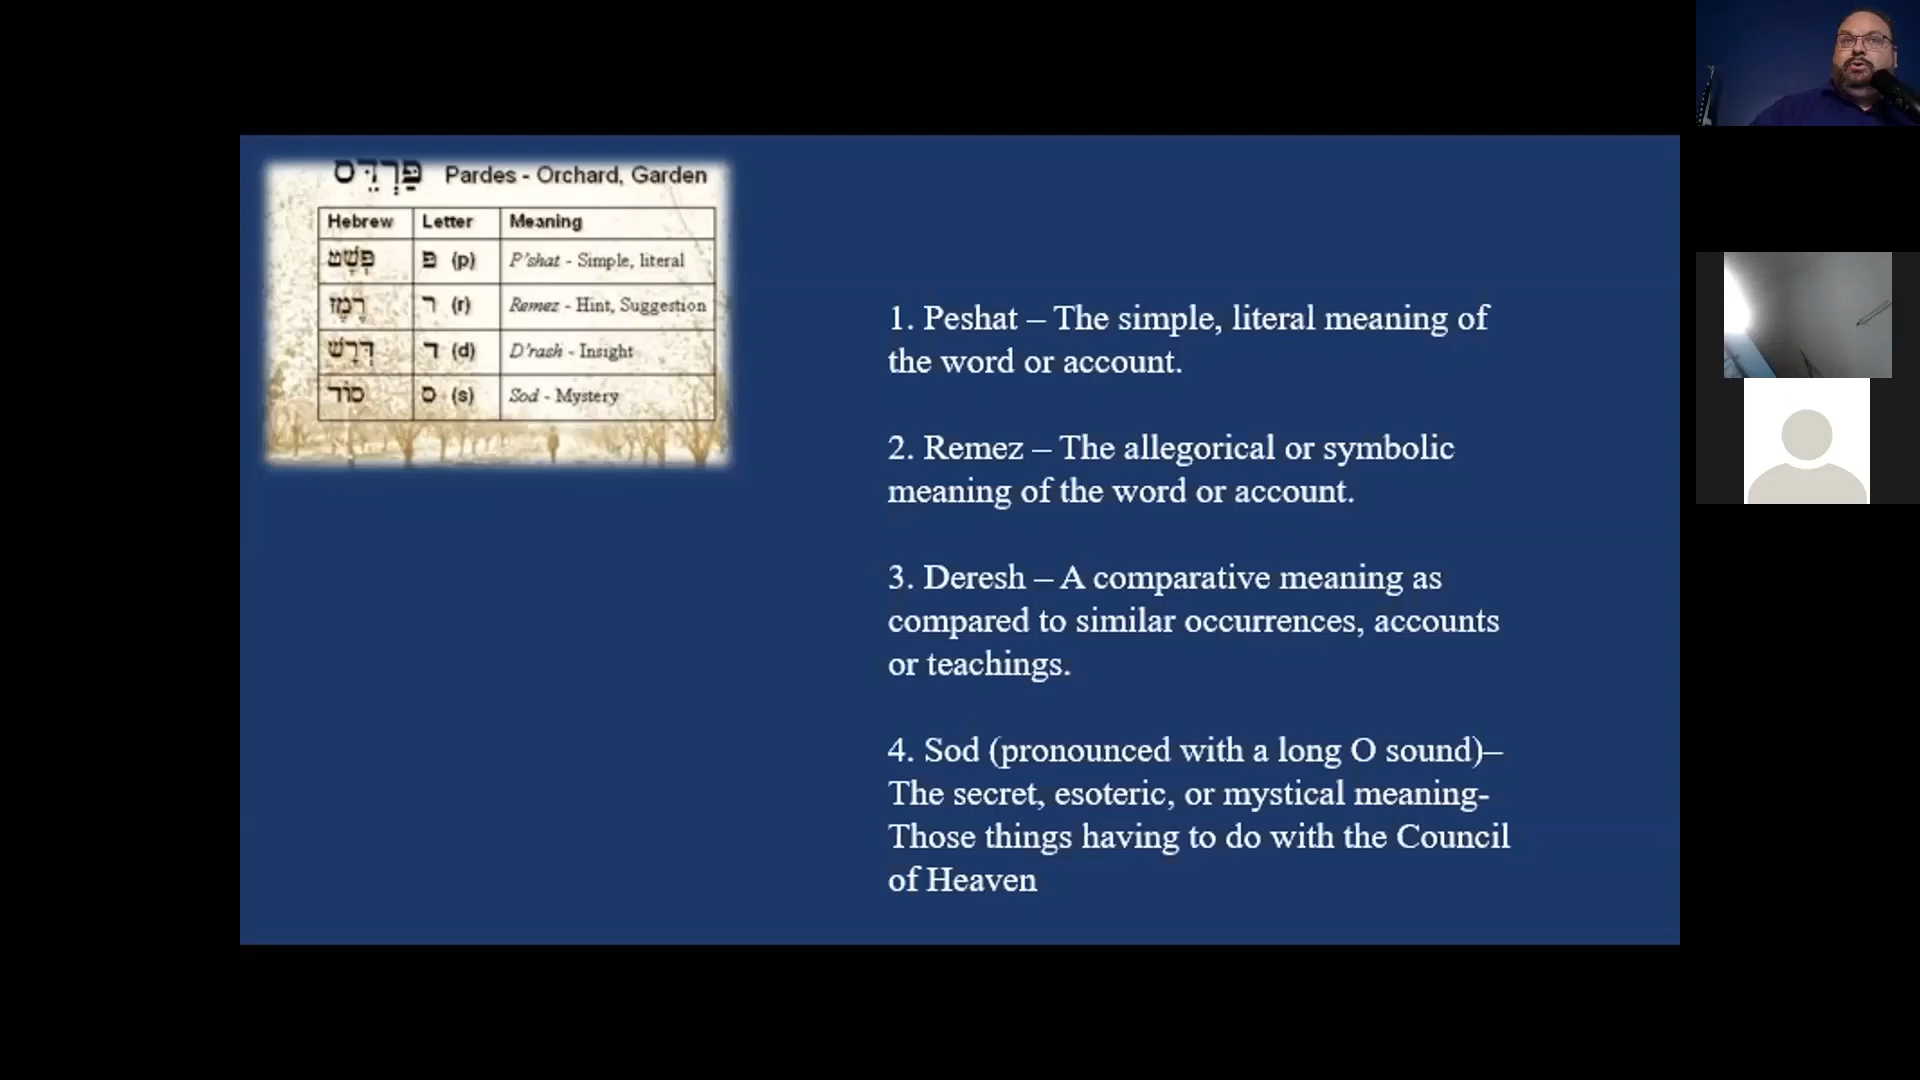 פַּרְדֵּס Pardes - Orchard, Garden
Hebrew Letter Meaning
פְּשָׁט פּ (p) P'shat - Simple, literal
רֶמֶז ר (r) Remez - Hint, Suggestion
דְּרָשׁ ד (d) D'rash - Insight
סוֹד ס (s) Sod - Mystery
1. Peshat – The simple, literal meaning of
the word or account.
2. Remez – The allegorical or symbolic
meaning of the word or account.
3. Deresh – A comparative meaning as
compared to similar occurrences, accounts
or teachings.
4. Sod (pronounced with a long O sound)–
The secret, esoteric, or mystical meaning-
Those things having to do with the Council
of Heaven